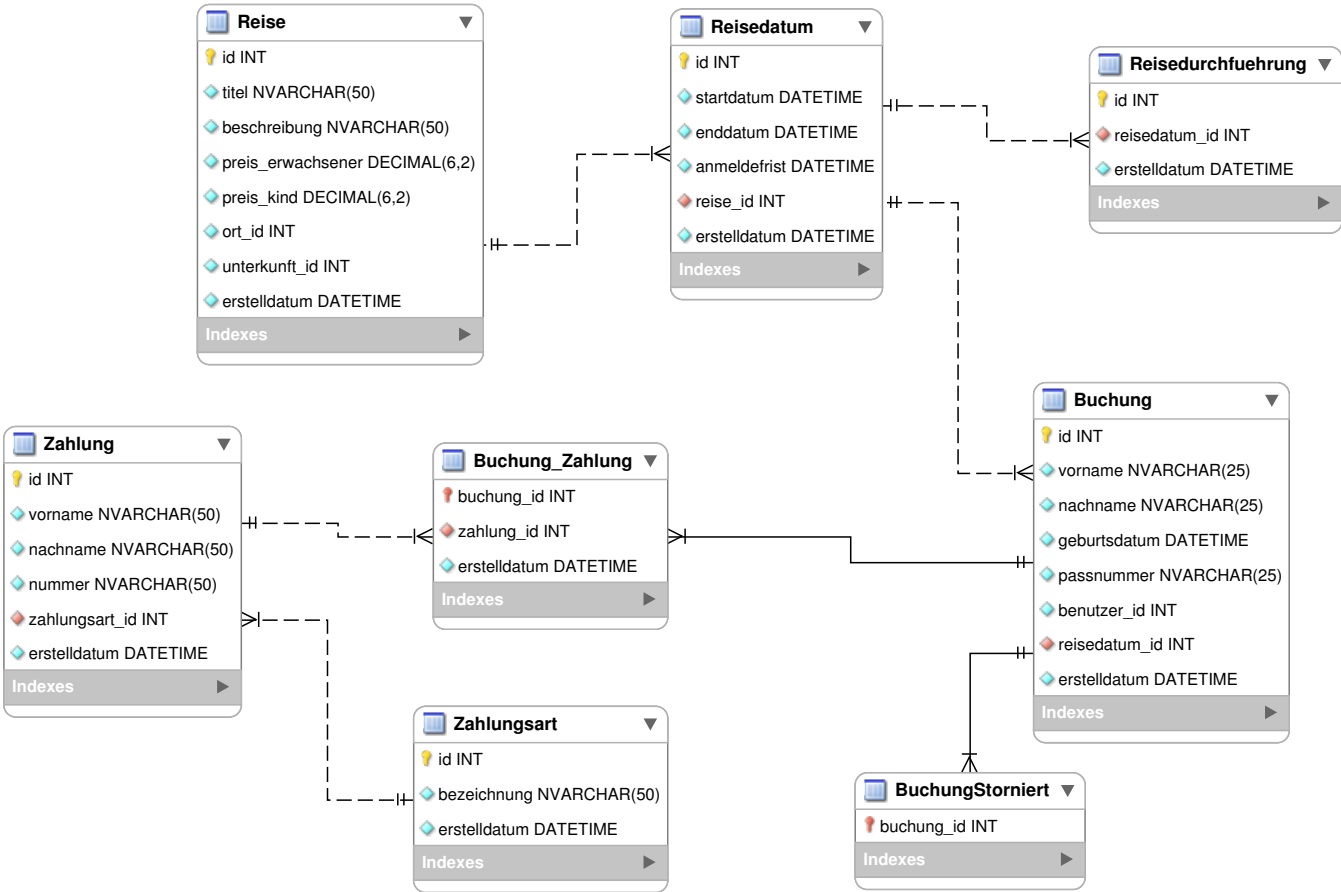 Reise
id INT
titel NVARCHAR(50)
beschreibung NVARCHAR(50)
preis_erwachsener DECIMAL(6,2)
preis_kind DECIMAL(6,2)
ort_id INT
unterkunft_id INT
erstelldatum DATETIME
Indexes
Reisedatum
id INT
startdatum DATETIME
enddatum DATETIME
anmeldefrist DATETIME
reise_id INT
erstelldatum DATETIME
Indexes
Reisedurchfuehrung
id INT
reisedatum_id INT
erstelldatum DATETIME
Indexes
Zahlung
id INT
vorname NVARCHAR(50)
nachname NVARCHAR(50)
nummer NVARCHAR(50)
zahlungsart_id INT
erstelldatum DATETIME
Indexes
Buchung_Zahlung
buchung_id INT
zahlung_id INT
erstelldatum DATETIME
Indexes
Buchung
id INT
vorname NVARCHAR(25)
nachname NVARCHAR(25)
geburtsdatum DATETIME
passnummer NVARCHAR(25)
benutzer_id INT
reisedatum_id INT
erstelldatum DATETIME
Indexes
Zahlungsart
id INT
bezeichnung NVARCHAR(50)
erstelldatum DATETIME
Indexes
BuchungStorniert
buchung_id INT
Indexes